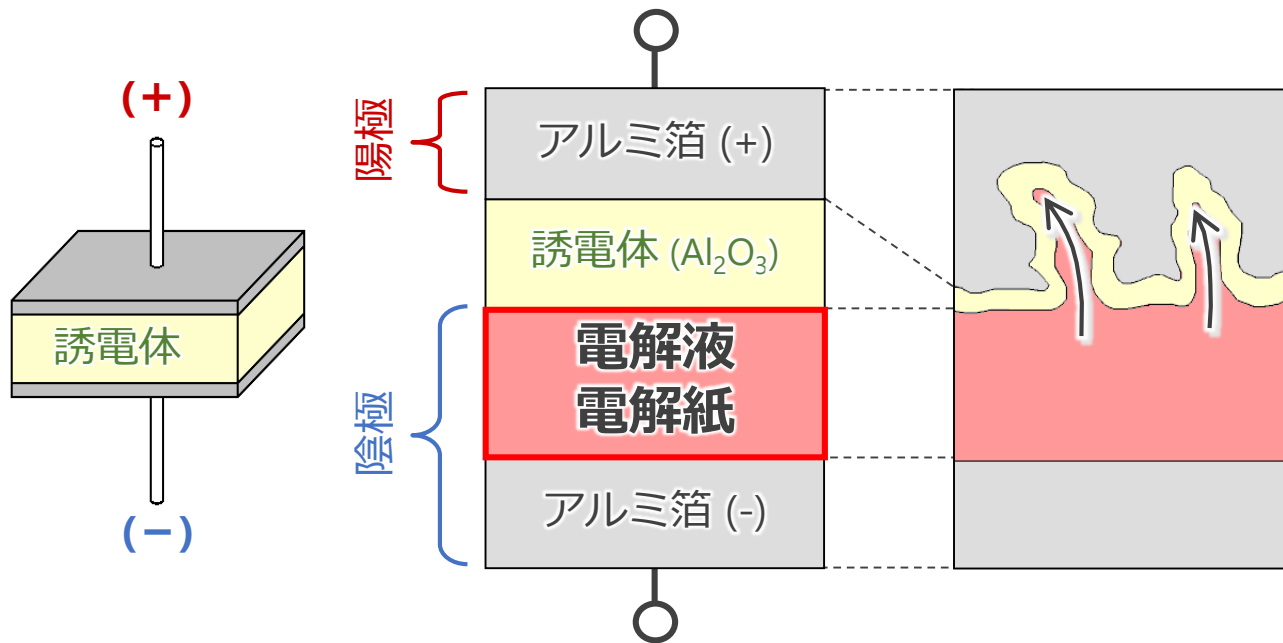 (+)
誘電体
(−)
陽極
陰極
アルミ箔 (+)
誘電体 (Al₂O₃)
電解液
電解紙
アルミ箔 (-)